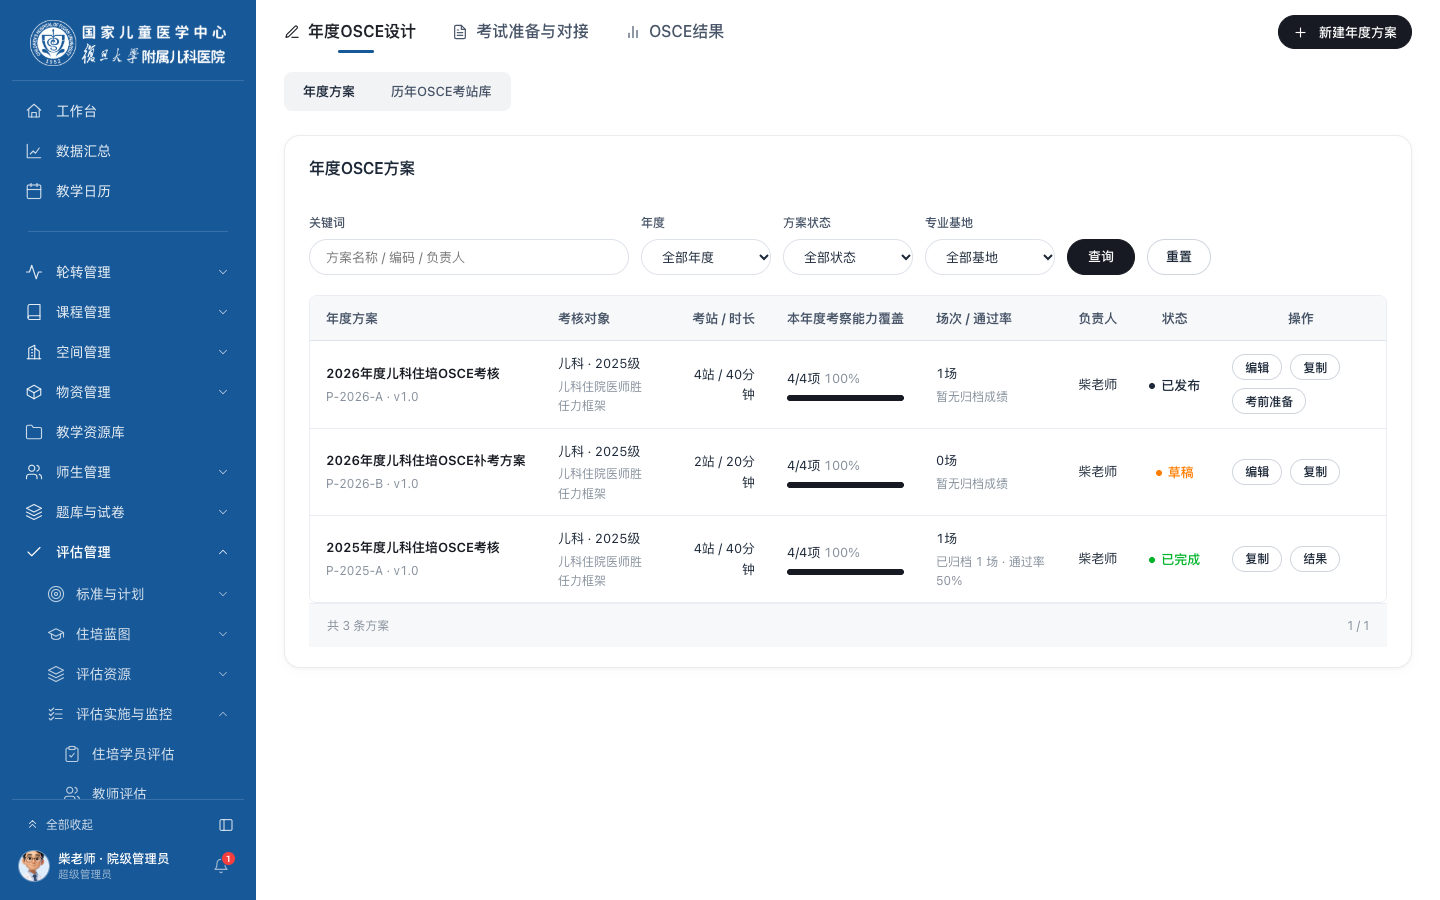 国家儿童医学中心
復旦大学附属儿科医院
1952
工作台
数据汇总
教学日历
轮转管理
课程管理
空间管理
物资管理
教学资源库
师生管理
题库与试卷
评估管理
标准与计划
住培蓝图
评估资源
评估实施与监控
住培学员评估
教师评估
全部收起
柴老师 · 院级管理员
超级管理员
1
年度OSCE设计
考试准备与对接
OSCE结果
新建年度方案
年度方案
历年OSCE考站库
年度OSCE方案
关键词
年度
方案状态
专业基地
方案名称 / 编码 / 负责人
全部年度
全部状态
全部基地
查询
重置
年度方案
考核对象
考站 / 时长
本年度考察能力覆盖
场次 / 通过率
负责人
状态
操作
2026年度儿科住培OSCE考核
P-2026-A · v1.0
儿科 · 2025级
儿科住院医师胜
任力框架
4站 / 40分
钟
4/4项 100%
1场
暂无归档成绩
柴老师
已发布
编辑
复制
考前准备
2026年度儿科住培OSCE补考方案
P-2026-B · v1.0
儿科 · 2025级
儿科住院医师胜
任力框架
2站 / 20分
钟
4/4项 100%
0场
暂无归档成绩
柴老师
草稿
编辑
复制
2025年度儿科住培OSCE考核
P-2025-A · v1.0
儿科 · 2025级
儿科住院医师胜
任力框架
4站 / 40分
钟
4/4项 100%
1场
已归档 1 场 · 通过率
50%
柴老师
已完成
复制
结果
共 3 条方案
1 / 1